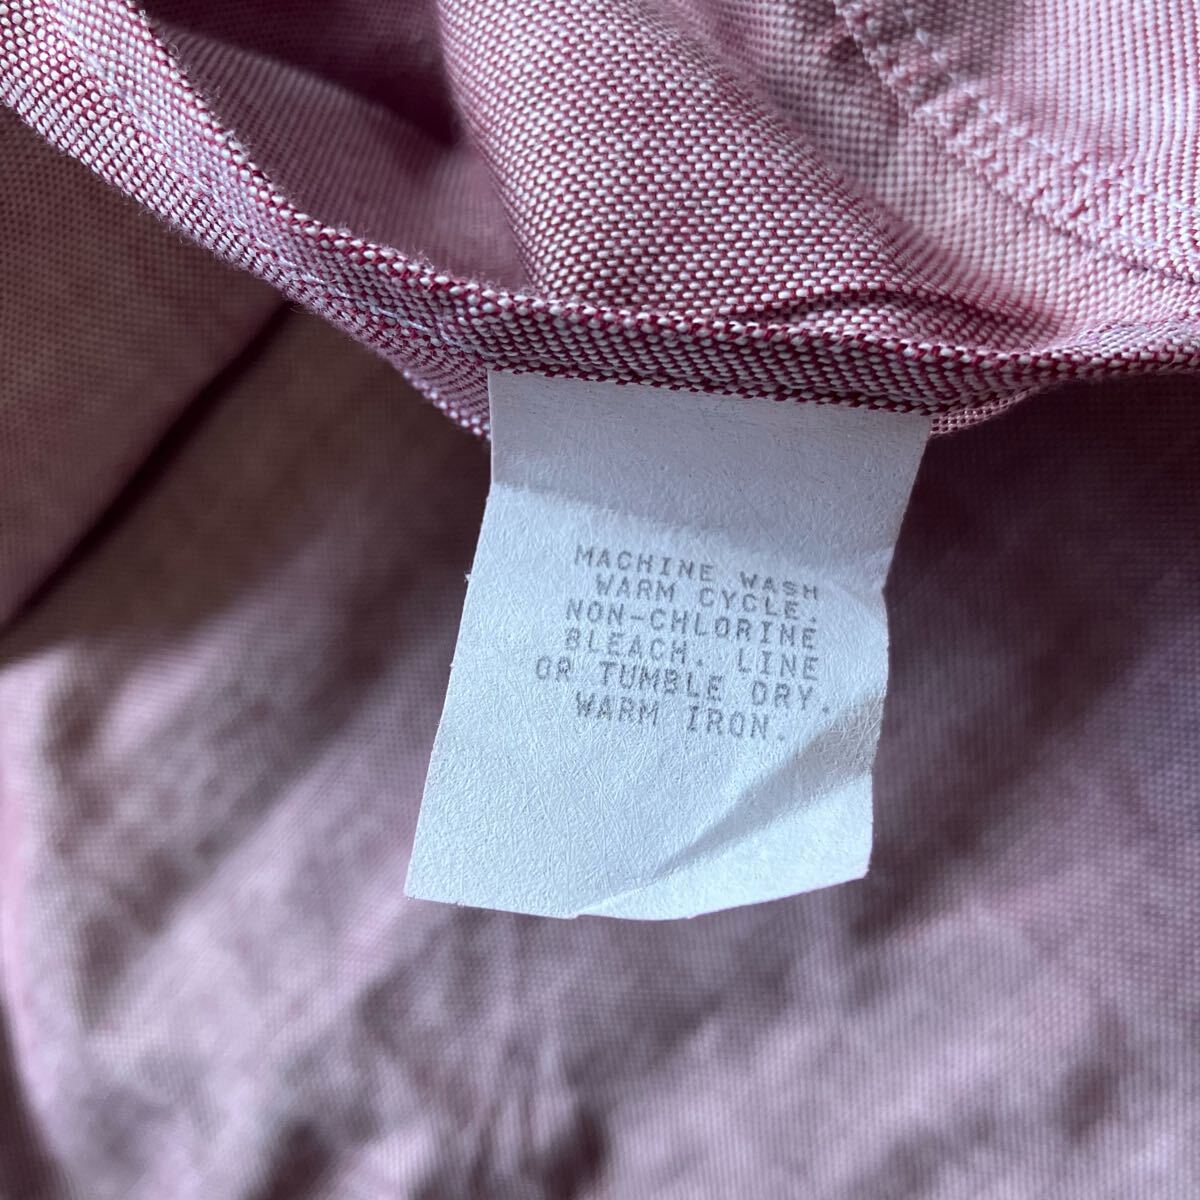 MACHINE WASH
WARM CYCLE.
NON-CHLORINE
BLEACH. LINE
OR TUMBLE DRY.
WARM IRON.